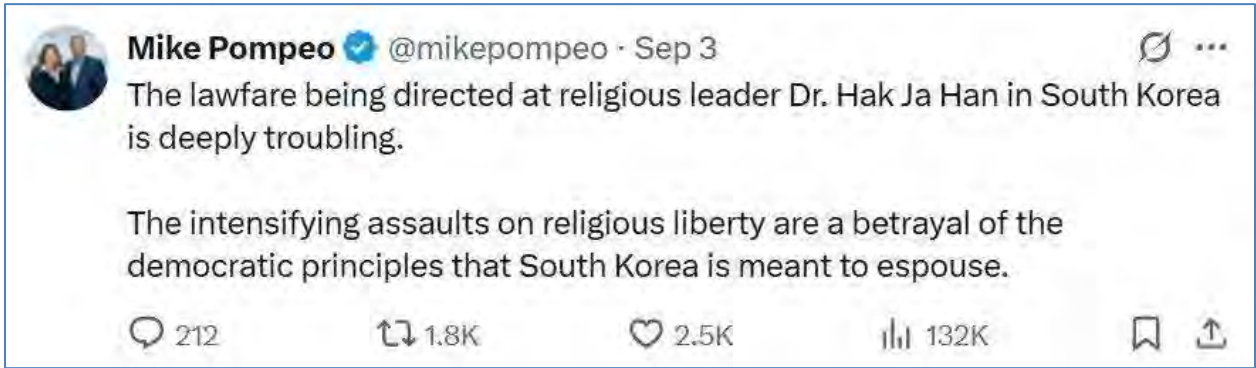 Mike Pompeo @mikepompeo · Sep 3
The lawfare being directed at religious leader Dr. Hak Ja Han in South Korea
is deeply troubling.
The intensifying assaults on religious liberty are a betrayal of the
democratic principles that South Korea is meant to espouse.
212 1.8K 2.5K 132K